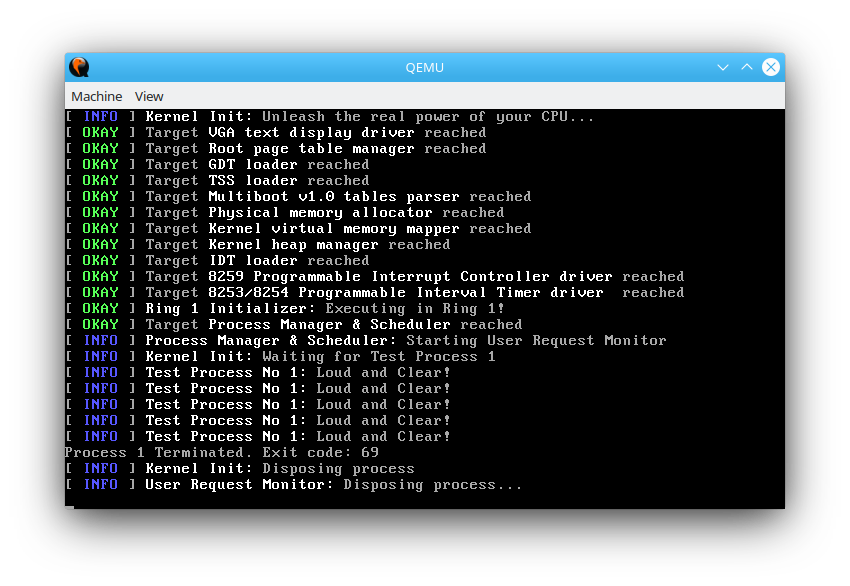 QEMU
Machine View
[ INFO ] Kernel Init: Unleash the real power of your CPU...
[ OKAY ] Target VGA text display driver reached
[ OKAY ] Target Root page table manager reached
[ OKAY ] Target GDT loader reached
[ OKAY ] Target TSS loader reached
[ OKAY ] Target Multiboot v1.0 tables parser reached
[ OKAY ] Target Physical memory allocator reached
[ OKAY ] Target Kernel virtual memory mapper reached
[ OKAY ] Target Kernel heap manager reached
[ OKAY ] Target IDT loader reached
[ OKAY ] Target 8259 Programmable Interrupt Controller driver reached
[ OKAY ] Target 8253/8254 Programmable Interval Timer driver  reached
[ OKAY ] Ring 1 Initializer: Executing in Ring 1!
[ OKAY ] Target Process Manager & Scheduler reached
[ INFO ] Process Manager & Scheduler: Starting User Request Monitor
[ INFO ] Kernel Init: Waiting for Test Process 1
[ INFO ] Test Process No 1: Loud and Clear!
[ INFO ] Test Process No 1: Loud and Clear!
[ INFO ] Test Process No 1: Loud and Clear!
[ INFO ] Test Process No 1: Loud and Clear!
[ INFO ] Test Process No 1: Loud and Clear!
Process 1 Terminated. Exit code: 69
[ INFO ] Kernel Init: Disposing process
[ INFO ] User Request Monitor: Disposing process...